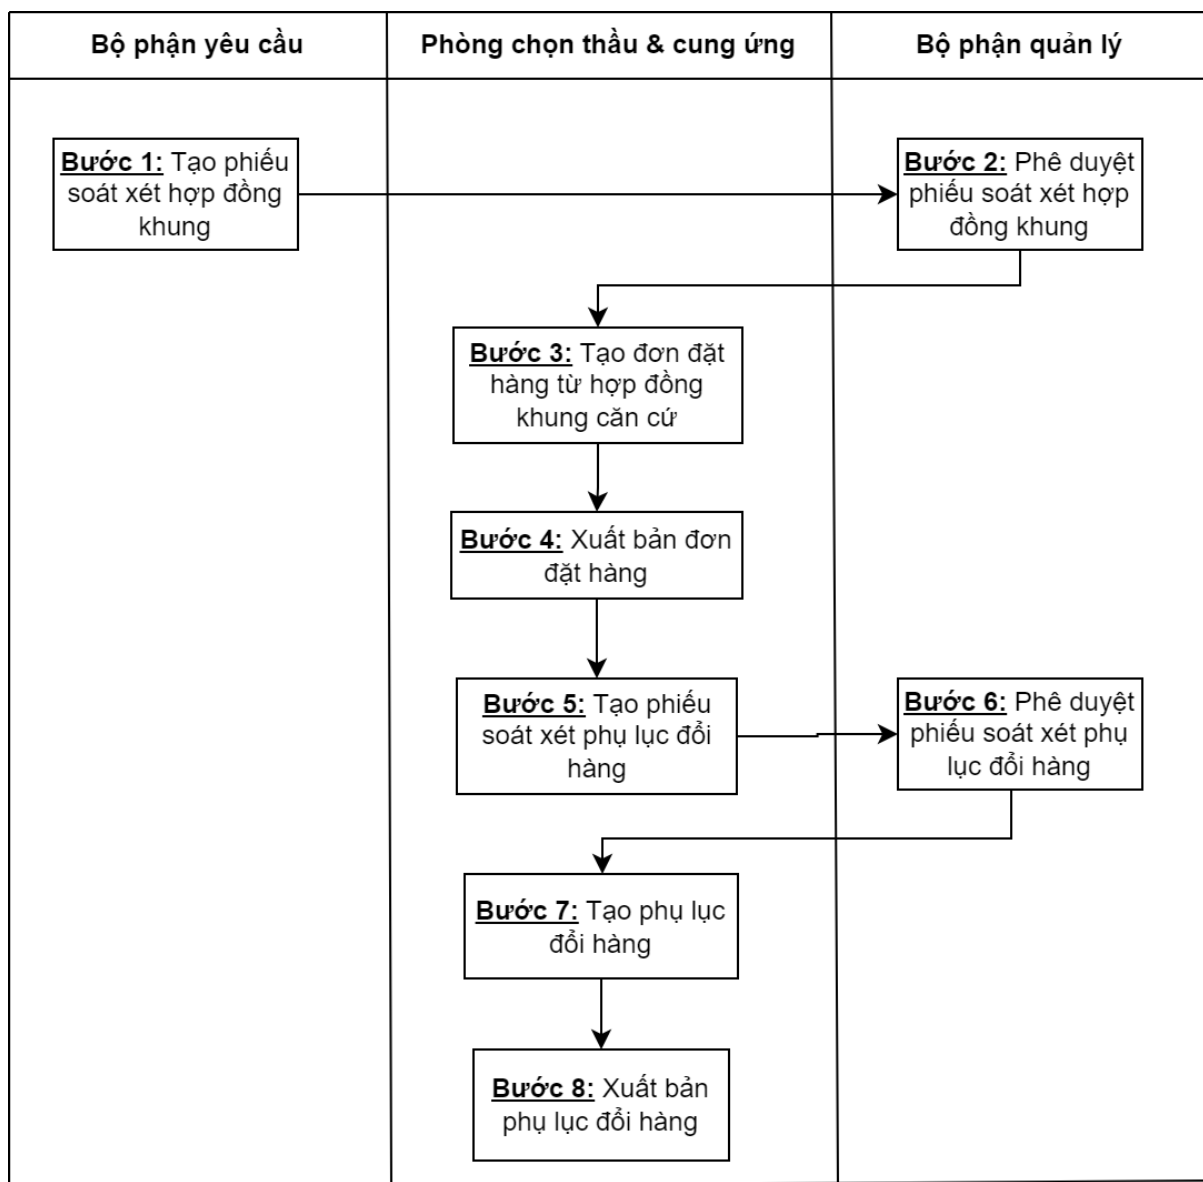 Bộ phận yêu cầu
Phòng chọn thầu & cung ứng
Bộ phận quản lý
Bước 1: Tạo phiếu
soát xét hợp đồng
khung
Bước 2: Phê duyệt
phiếu soát xét hợp
đồng khung
Bước 3: Tạo đơn đặt
hàng từ hợp đồng
khung căn cứ
Bước 4: Xuất bản đơn
đặt hàng
Bước 5: Tạo phiếu
soát xét phụ lục đổi
hàng
Bước 6: Phê duyệt
phiếu soát xét phụ
lục đổi hàng
Bước 7: Tạo phụ lục
đổi hàng
Bước 8: Xuất bản
phụ lục đổi hàng